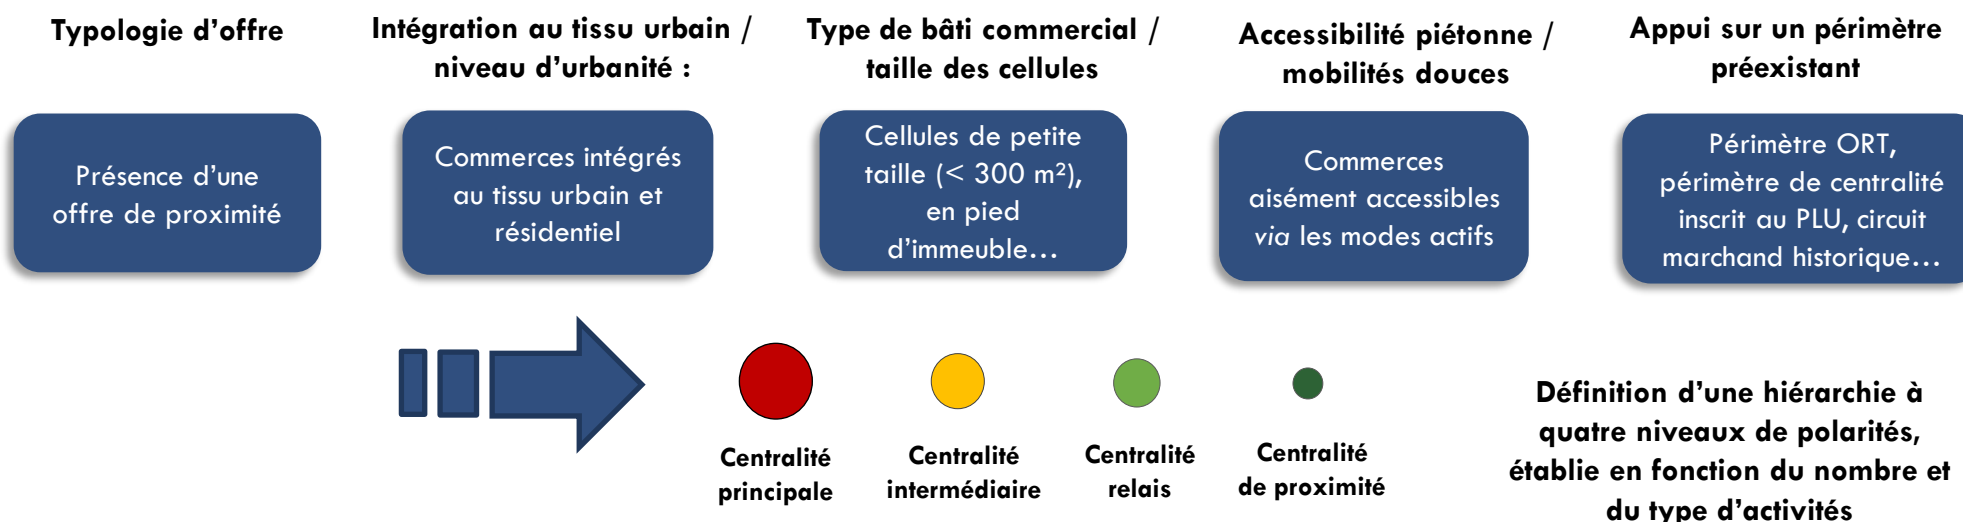 Typologie d’offre
Intégration au tissu urbain /
niveau d’urbanité :
Type de bâti commercial /
taille des cellules
Accessibilité piétonne /
mobilités douces
Appui sur un périmètre
préexistant
Présence d’une
offre de proximité
Commerces intégrés
au tissu urbain et
résidentiel
Cellules de petite
taille (< 300 m²),
en pied
d’immeuble…
Commerces
aisément accessibles
via les modes actifs
Périmètre ORT,
périmètre de centralité
inscrit au PLU, circuit
marchand historique…
Centralité
principale
Centralité
intermédiaire
Centralité
relais
Centralité
de proximité
Définition d’une hiérarchie à
quatre niveaux de polarités,
établie en fonction du nombre et
du type d’activités